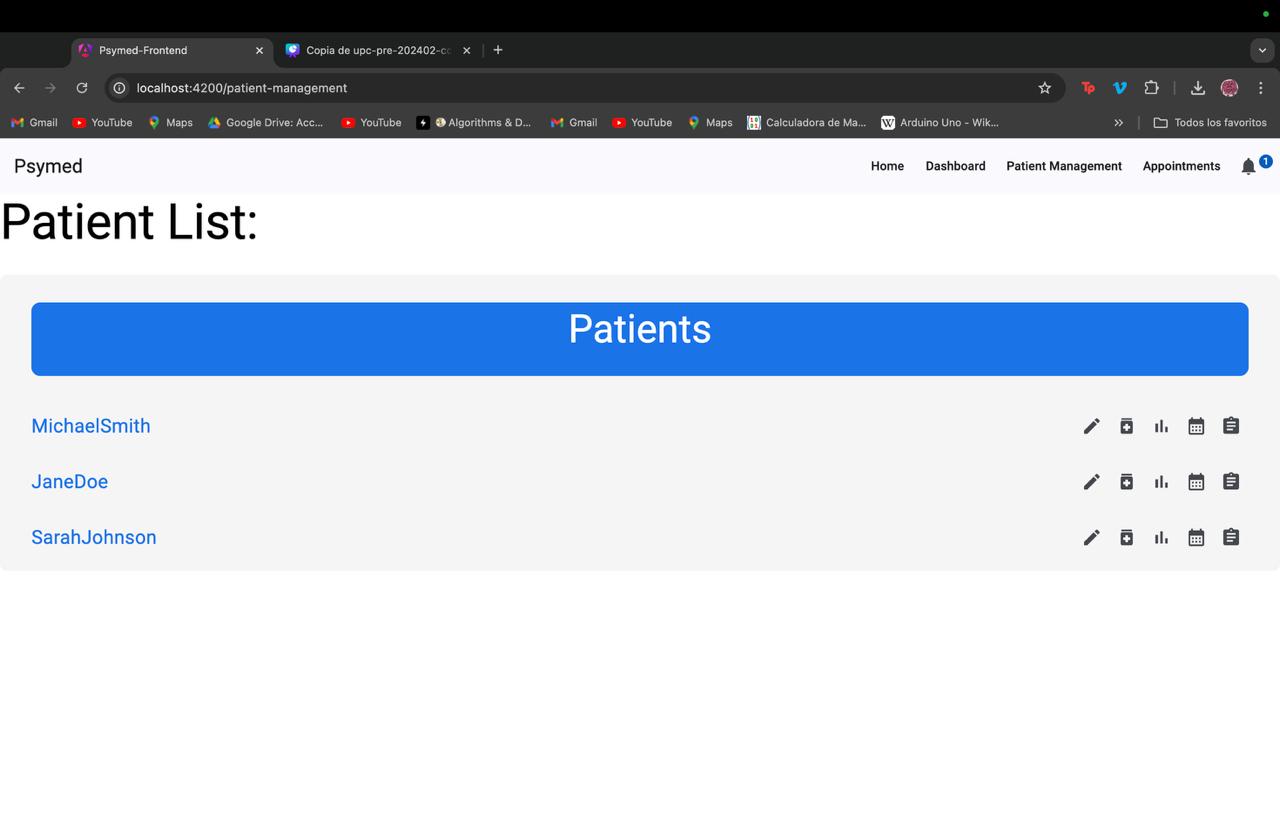 Psymed-Frontend
Copia de upc-pre-202402-cc
localhost:4200/patient-management
Tp
Gmail YouTube Maps Google Drive: Acc... YouTube Algorithms & D... Gmail YouTube Maps Calculadora de Ma... W Arduino Uno - Wik... » Todos los favoritos
Psymed Home Dashboard Patient Management Appointments 1
Patient List:
Patients
MichaelSmith
JaneDoe
SarahJohnson